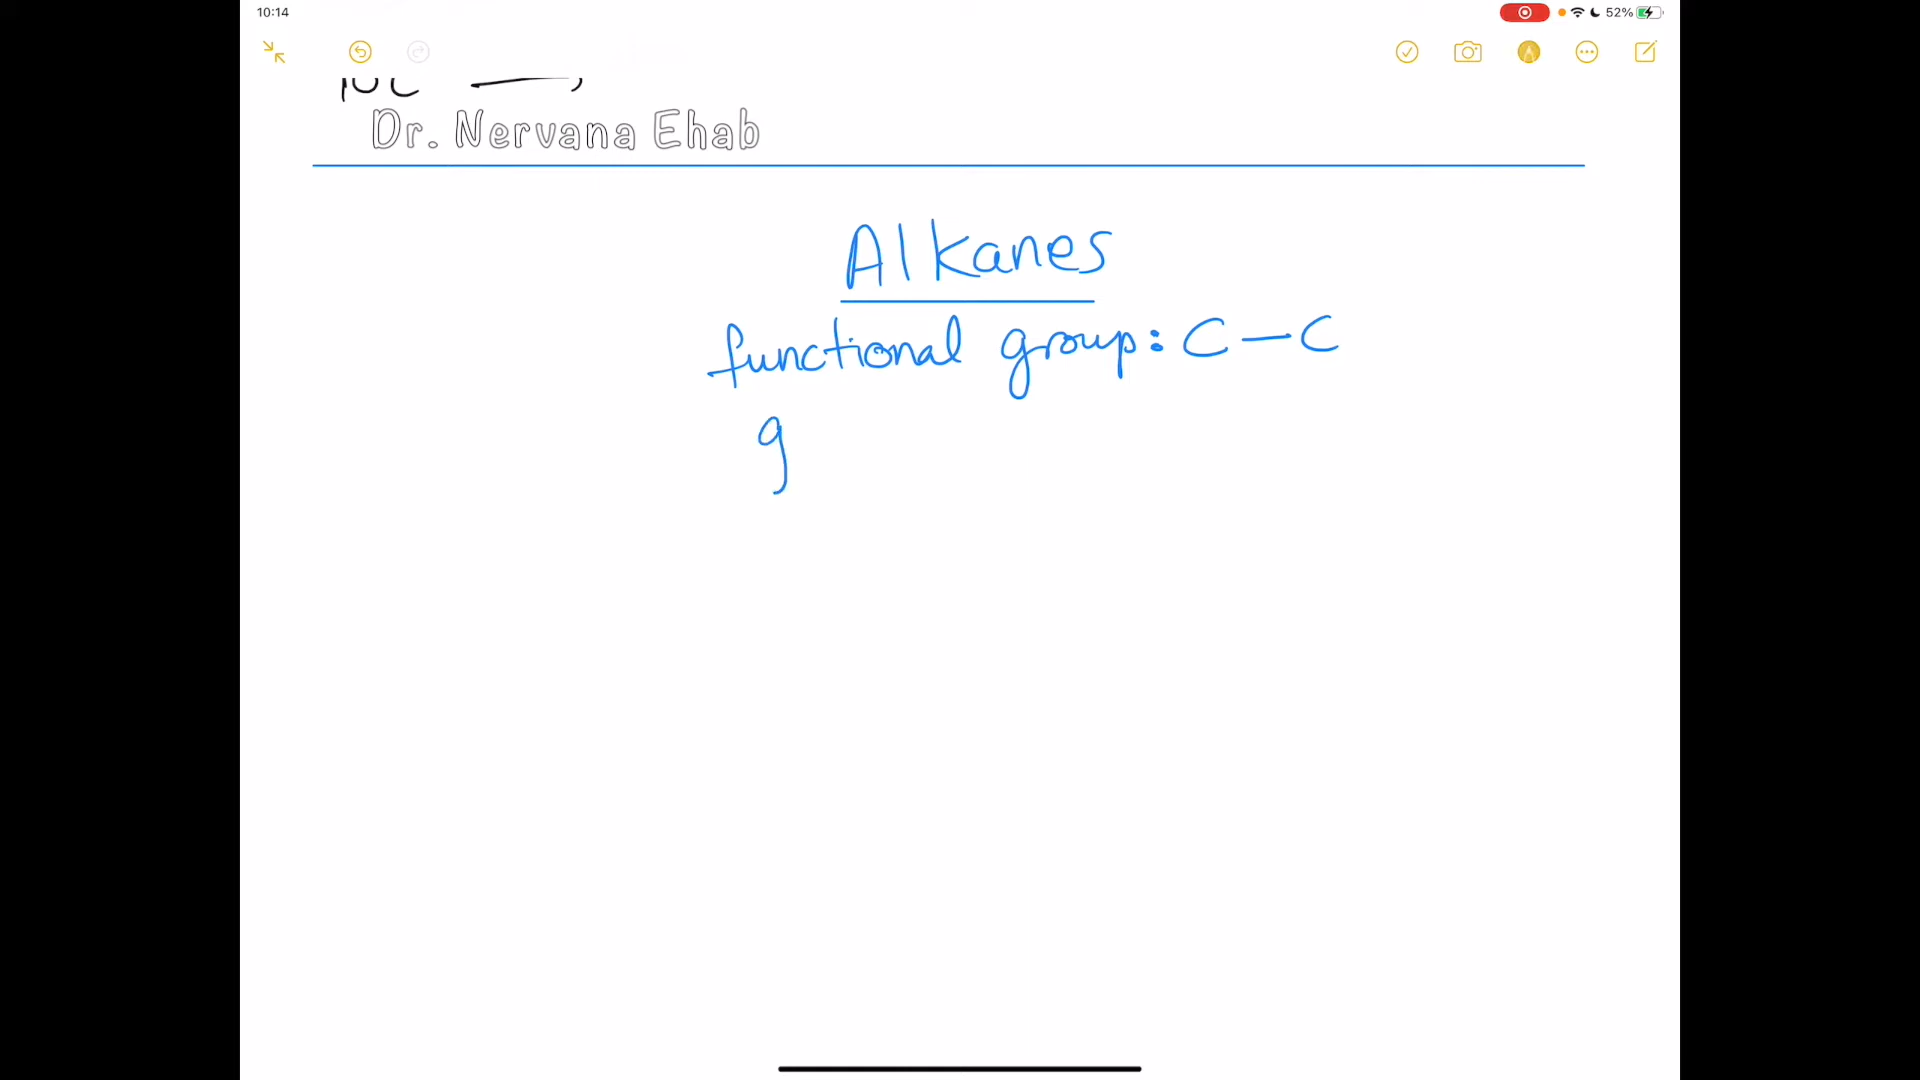 10:14
52%
Dr. Nervana Ehab
Alkanes
functional group: C—C
g